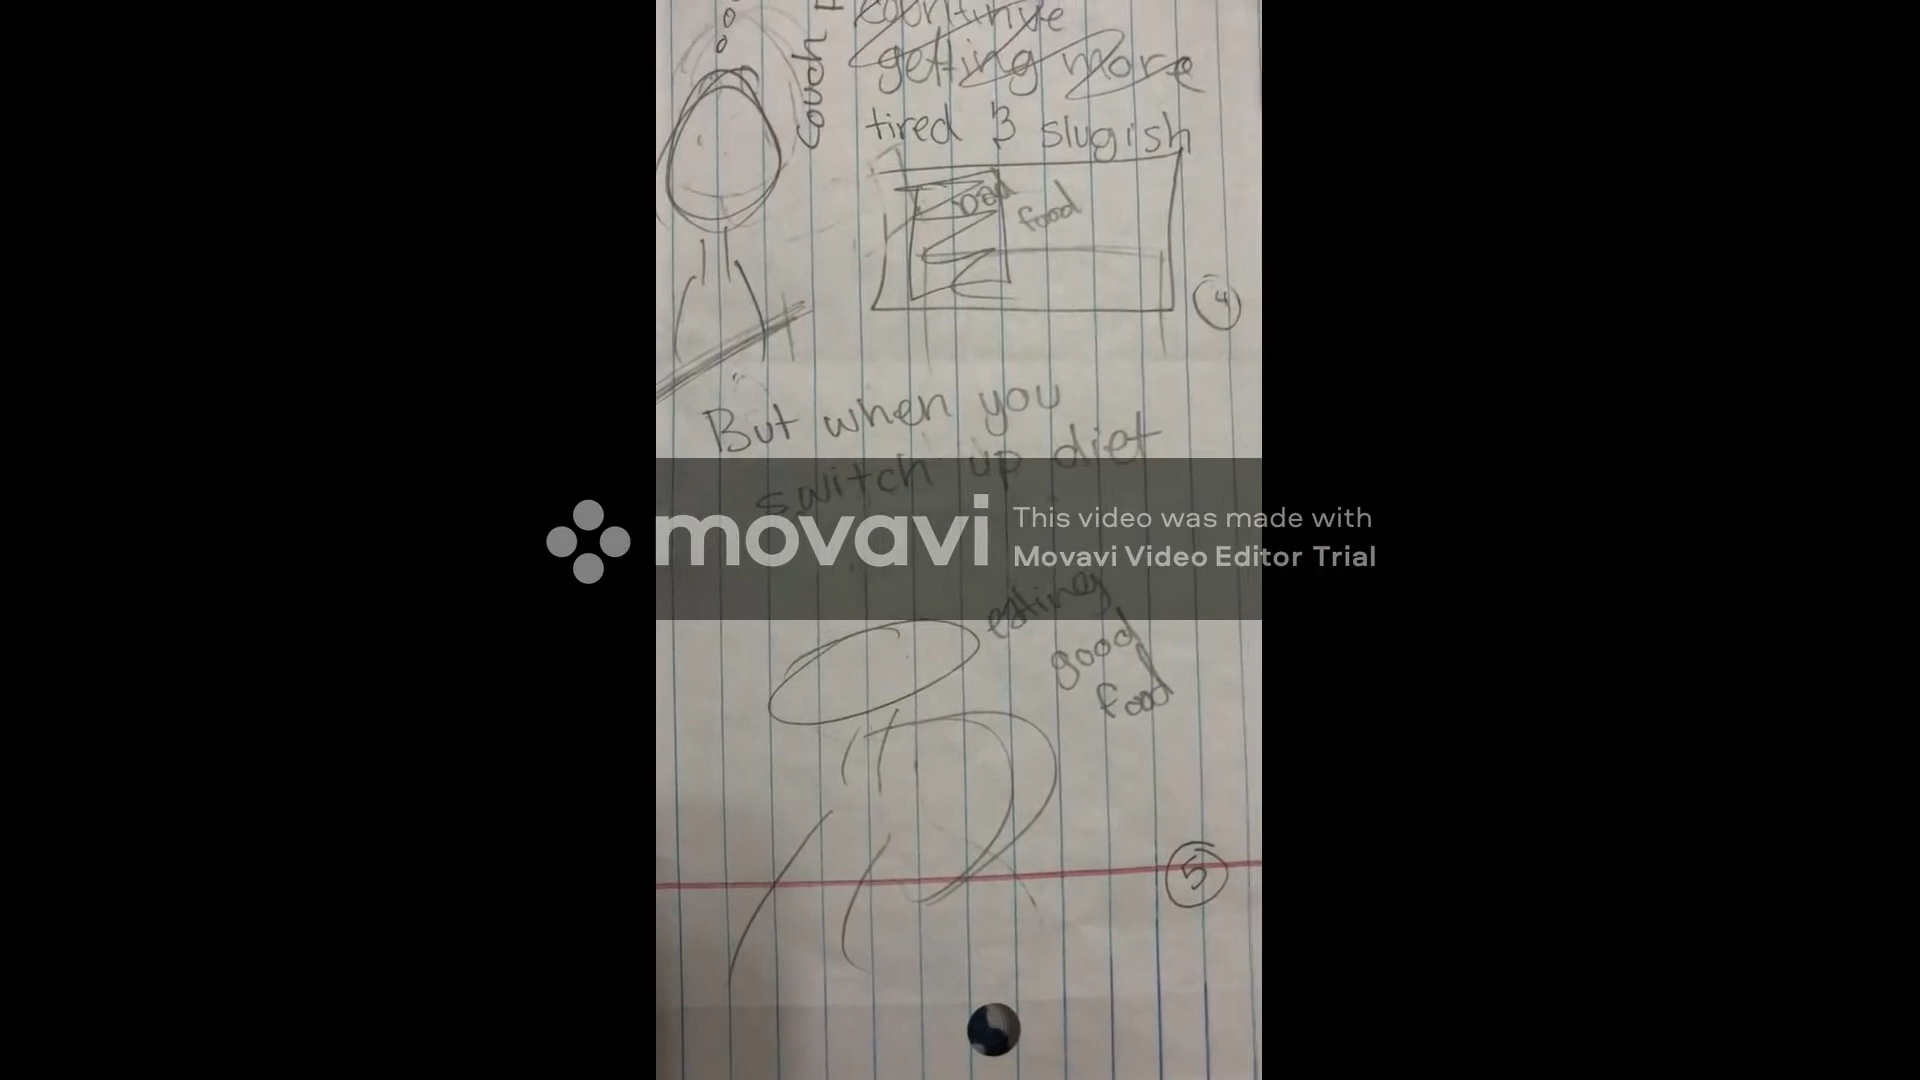 couch
continue
getting more
tired & slugish
Bad
food
4
But when you
switch up diet
movavi
This video was made with
Movavi Video Editor Trial
eating
good
food
5